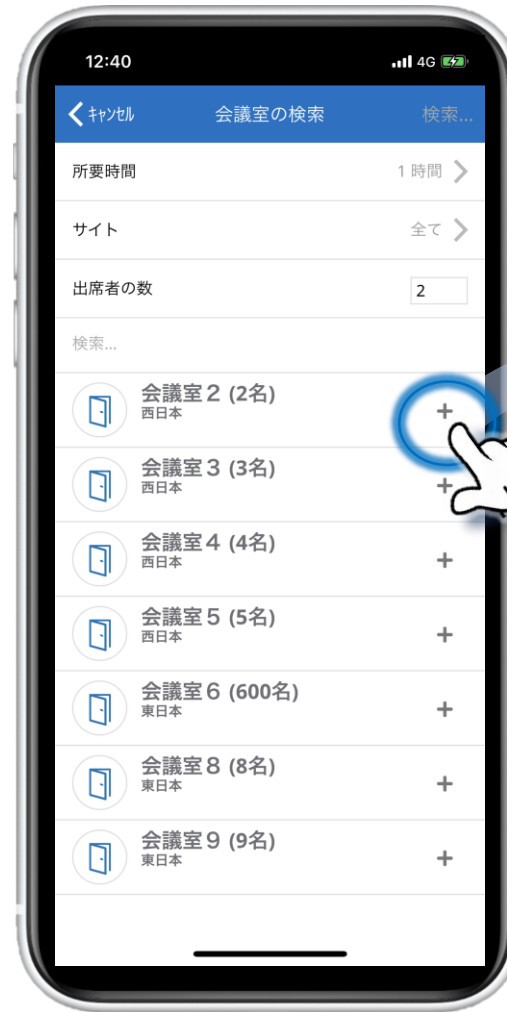 12:40 4G
キャンセル 会議室の検索 検索...
所要時間 1 時間
サイト 全て
出席者の数 2
検索...
会議室２ (2名)
西日本
会議室３ (3名)
西日本
会議室４ (4名)
西日本
会議室５ (5名)
西日本
会議室６ (600名)
東日本
会議室８ (8名)
東日本
会議室９ (9名)
東日本